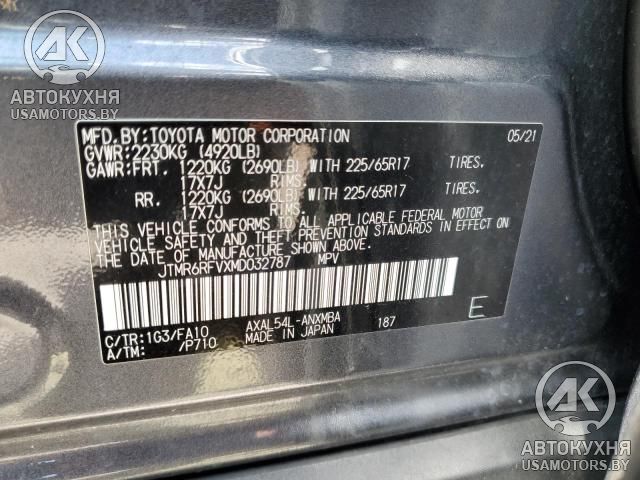 AK
АВТОКУХНЯ
USAMOTORS.BY
MFD. BY: TOYOTA MOTOR CORPORATION 05/21
GVWR: 2230KG (4920LB)
GAWR: FRT. 1220KG (2690LB) WITH 225/65R17 TIRES.
17X7J RIMS.
RR. 1220KG (2690LB) WITH 225/65R17 TIRES.
17X7J RIMS.
THIS VEHICLE CONFORMS TO ALL APPLICABLE FEDERAL MOTOR
VEHICLE SAFETY AND THEFT PREVENTION STANDARDS IN EFFECT ON
THE DATE OF MANUFACTURE SHOWN ABOVE.
JTMR6RFVXMD032787 MPV
C/TR: 1G3/FA10 AXAL54L-ANXMBA 187 E
A/TM: /P710 MADE IN JAPAN
AK
АВТОКУХНЯ
USAMOTORS.BY